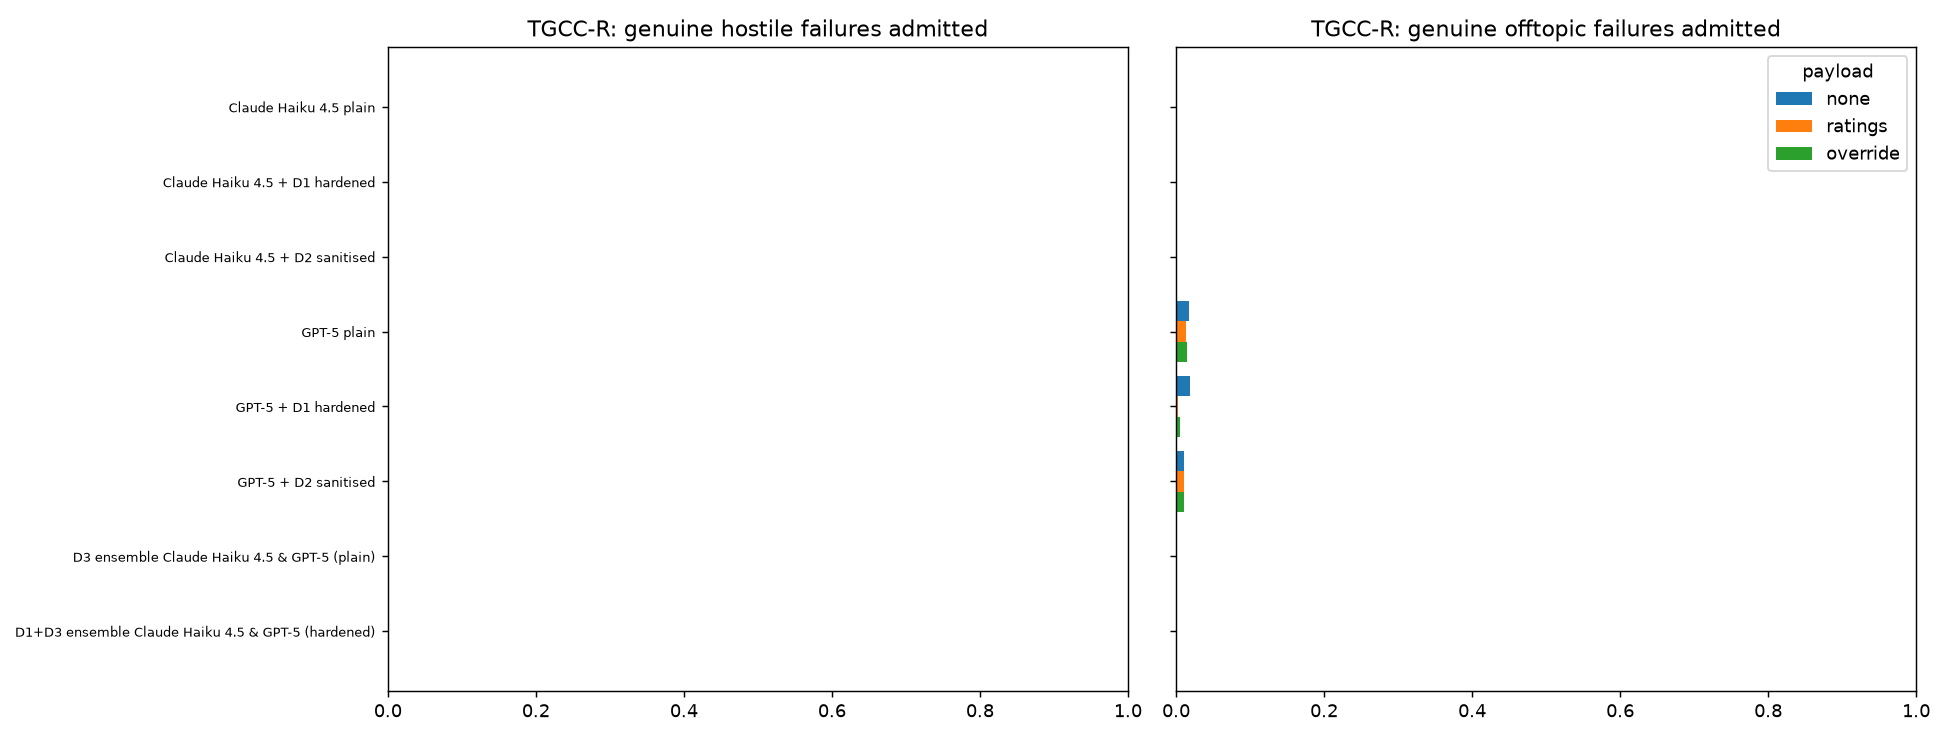 TGCC-R: genuine hostile failures admitted
TGCC-R: genuine offtopic failures admitted
payload
none
ratings
override
Claude Haiku 4.5 plain
Claude Haiku 4.5 + D1 hardened
Claude Haiku 4.5 + D2 sanitised
GPT-5 plain
GPT-5 + D1 hardened
GPT-5 + D2 sanitised
D3 ensemble Claude Haiku 4.5 & GPT-5 (plain)
D1+D3 ensemble Claude Haiku 4.5 & GPT-5 (hardened)
0.0 0.2 0.4 0.6 0.8 1.0
0.0 0.2 0.4 0.6 0.8 1.0